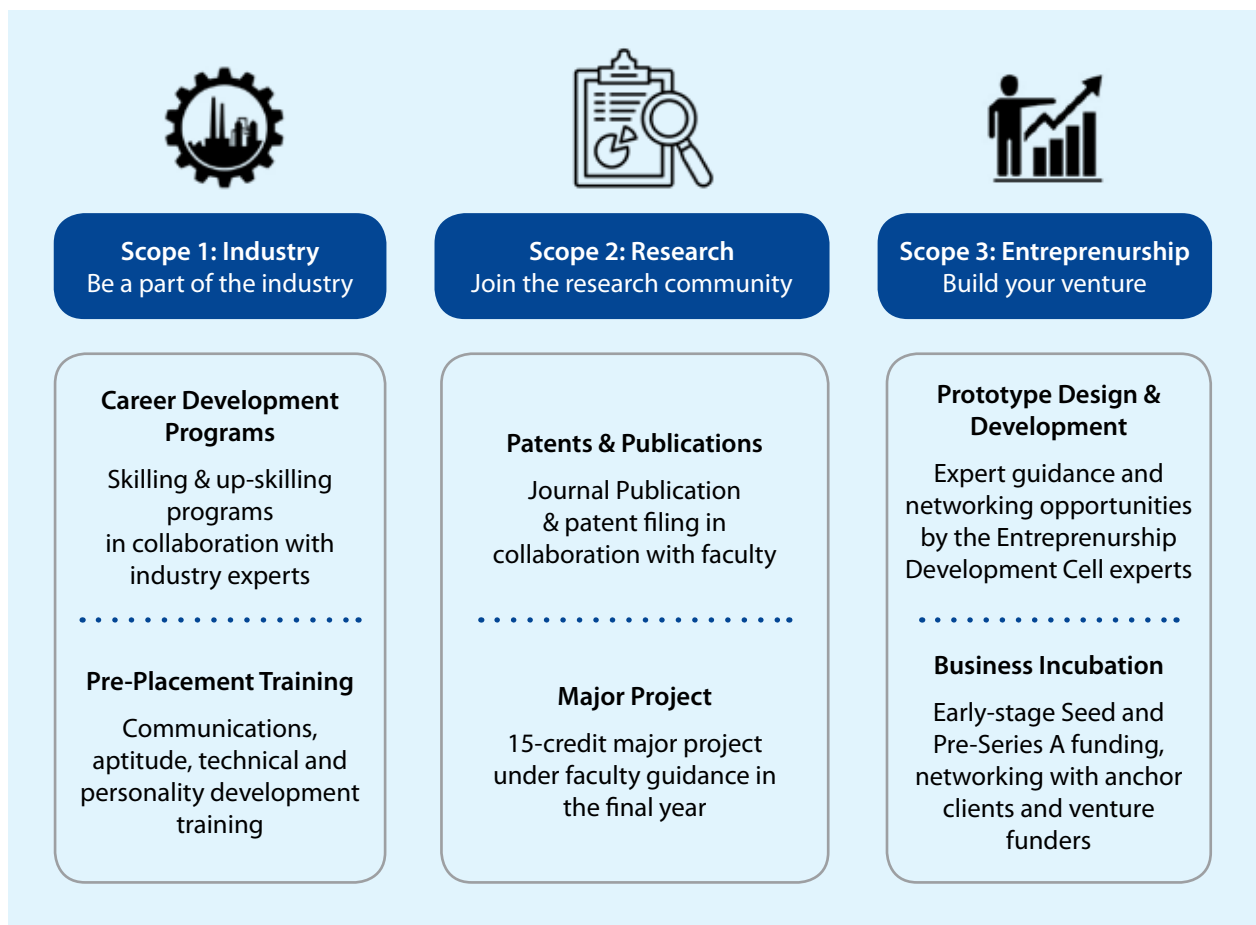 Scope 1: Industry
Be a part of the industry
Career Development
Programs
Skilling & up-skilling
programs
in collaboration with
industry experts
Pre-Placement Training
Communications,
aptitude, technical and
personality development
training
Scope 2: Research
Join the research community
Patents & Publications
Journal Publication
& patent filing in
collaboration with faculty
Major Project
15-credit major project
under faculty guidance in
the final year
Scope 3: Entreprenurship
Build your venture
Prototype Design &
Development
Expert guidance and
networking opportunities
by the Entreprenurship
Development Cell experts
Business Incubation
Early-stage Seed and
Pre-Series A funding,
networking with anchor
clients and venture
funders